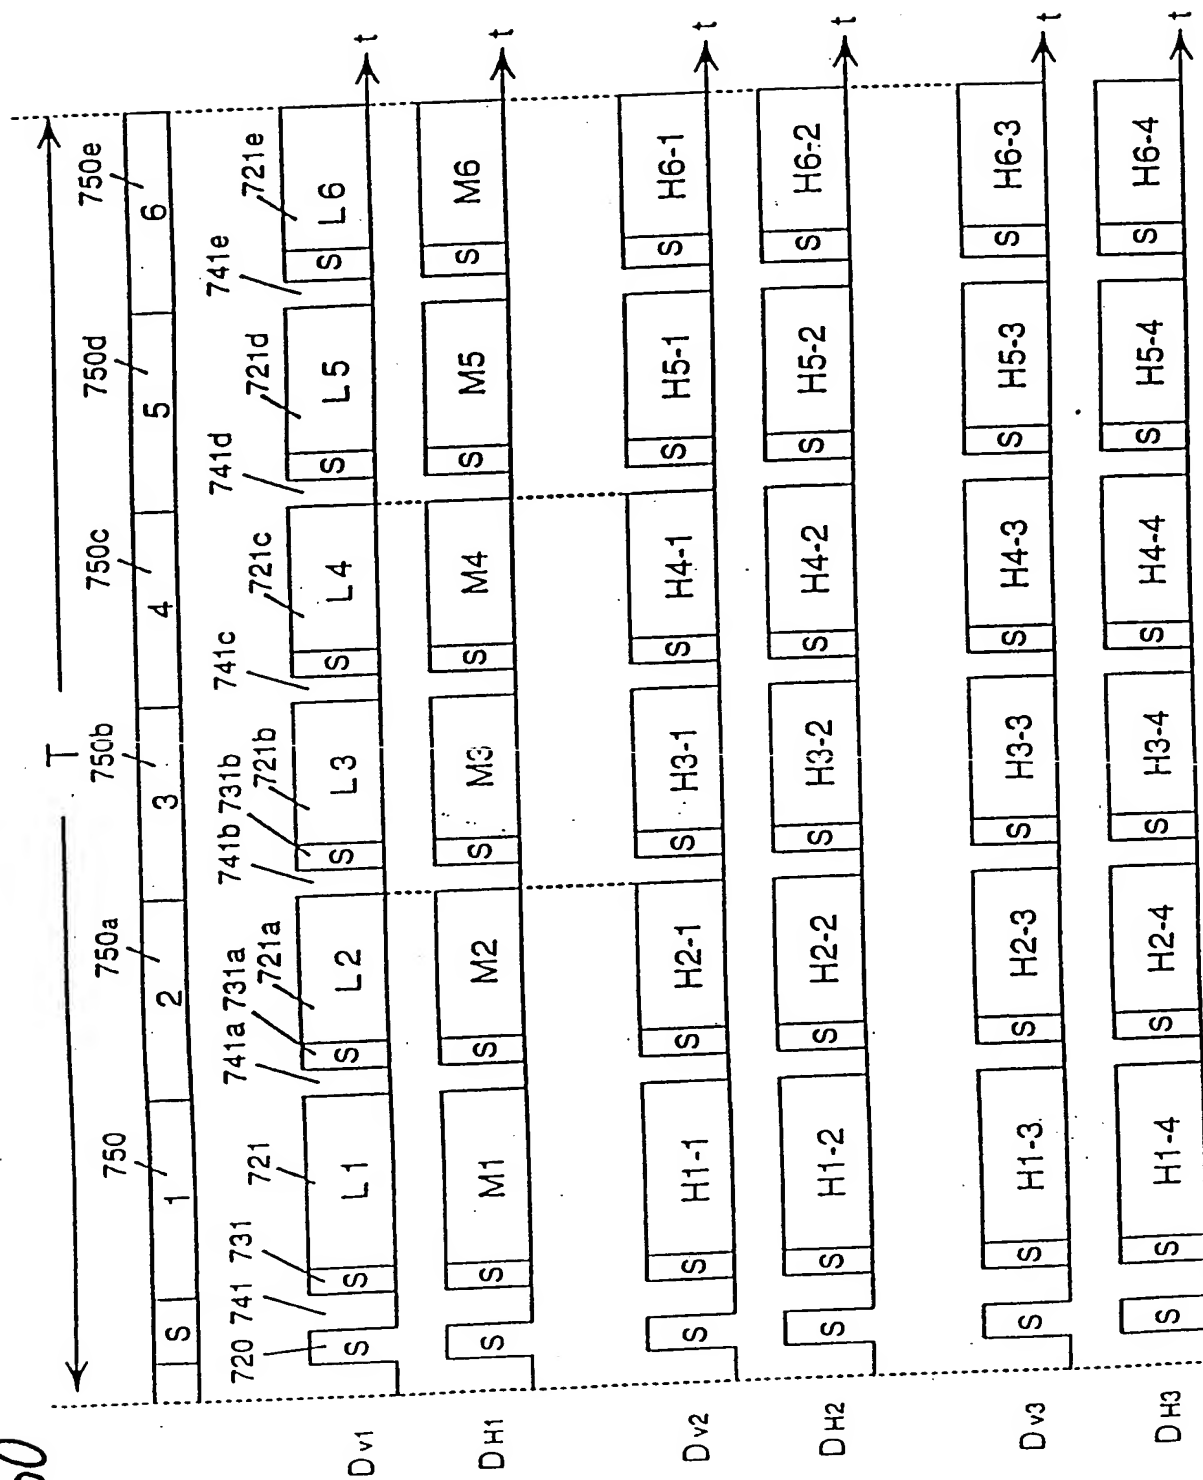 T
750 750a 750b 750c 750d 750e
S 1 2 3 4 5 6
720 741 731 721 741a 731a 721a 741b 731b 721b 741c 721c 741d 721d 741e 721e
Dv1 S S L1 S L2 S L3 S L4 S L5 S L6 t
DH1 S S M1 S M2 S M3 S M4 S M5 S M6 t
Dv2 S S H1-1 S H2-1 S H3-1 S H4-1 S H5-1 S H6-1 t
DH2 S S H1-2 S H2-2 S H3-2 S H4-2 S H5-2 S H6-2 t
Dv3 S S H1-3 S H2-3 S H3-3 S H4-3 S H5-3 S H6-3 t
DH3 S S H1-4 S H2-4 S H3-4 S H4-4 S H5-4 S H6-4 t